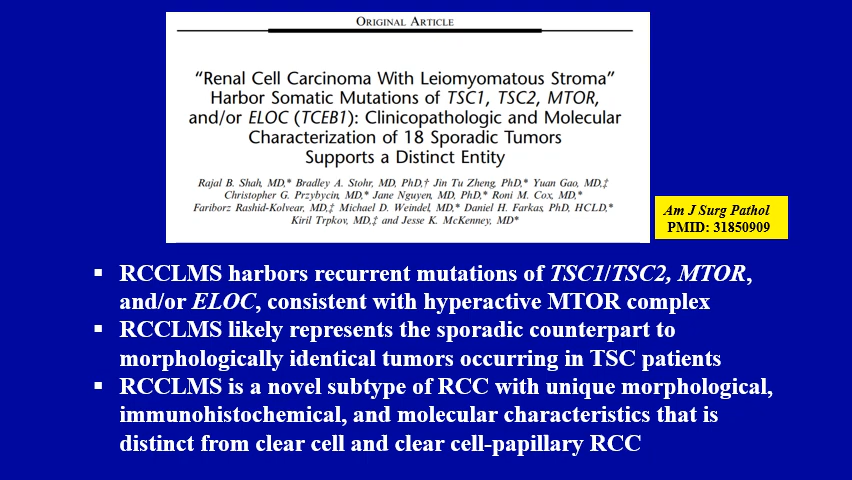 ORIGINAL ARTICLE
“Renal Cell Carcinoma With Leiomyomatous Stroma”
Harbor Somatic Mutations of TSC1, TSC2, MTOR,
and/or ELOC (TCEB1): Clinicopathologic and Molecular
Characterization of 18 Sporadic Tumors
Supports a Distinct Entity
Rajal B. Shah, MD,* Bradley A. Stohr, MD, PhD,† Jin Tu Zheng, PhD,* Yuan Gao, MD,‡
Christopher G. Przybycin, MD,* Jane Nguyen, MD, PhD,* Roni M. Cox, MD,*
Fariborz Rashid-Kolvear, MD,‡ Michael D. Weindel, MD,* Daniel H. Farkas, PhD, HCLD,*
Kiril Trpkov, MD,‡ and Jesse K. McKenney, MD*
Am J Surg Pathol
PMID: 31850909
▪ RCCLMS harbors recurrent mutations of TSC1/TSC2, MTOR,
and/or ELOC, consistent with hyperactive MTOR complex
▪ RCCLMS likely represents the sporadic counterpart to
morphologically identical tumors occurring in TSC patients
▪ RCCLMS is a novel subtype of RCC with unique morphological,
immunohistochemical, and molecular characteristics that is
distinct from clear cell and clear cell-papillary RCC